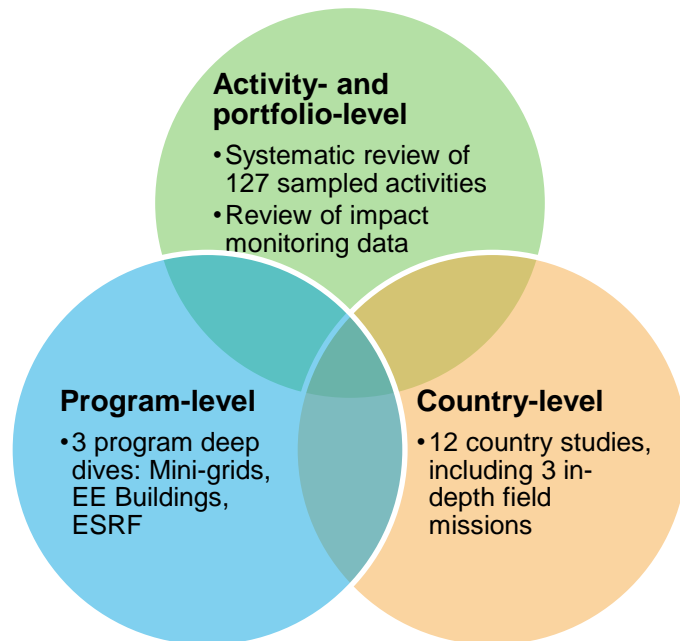 Activity- and
portfolio-level
•Systematic review of
127 sampled activities
•Review of impact
monitoring data
Program-level
•3 program deep
dives: Mini-grids,
EE Buildings,
ESRF
Country-level
•12 country studies,
including 3 in-
depth field
missions